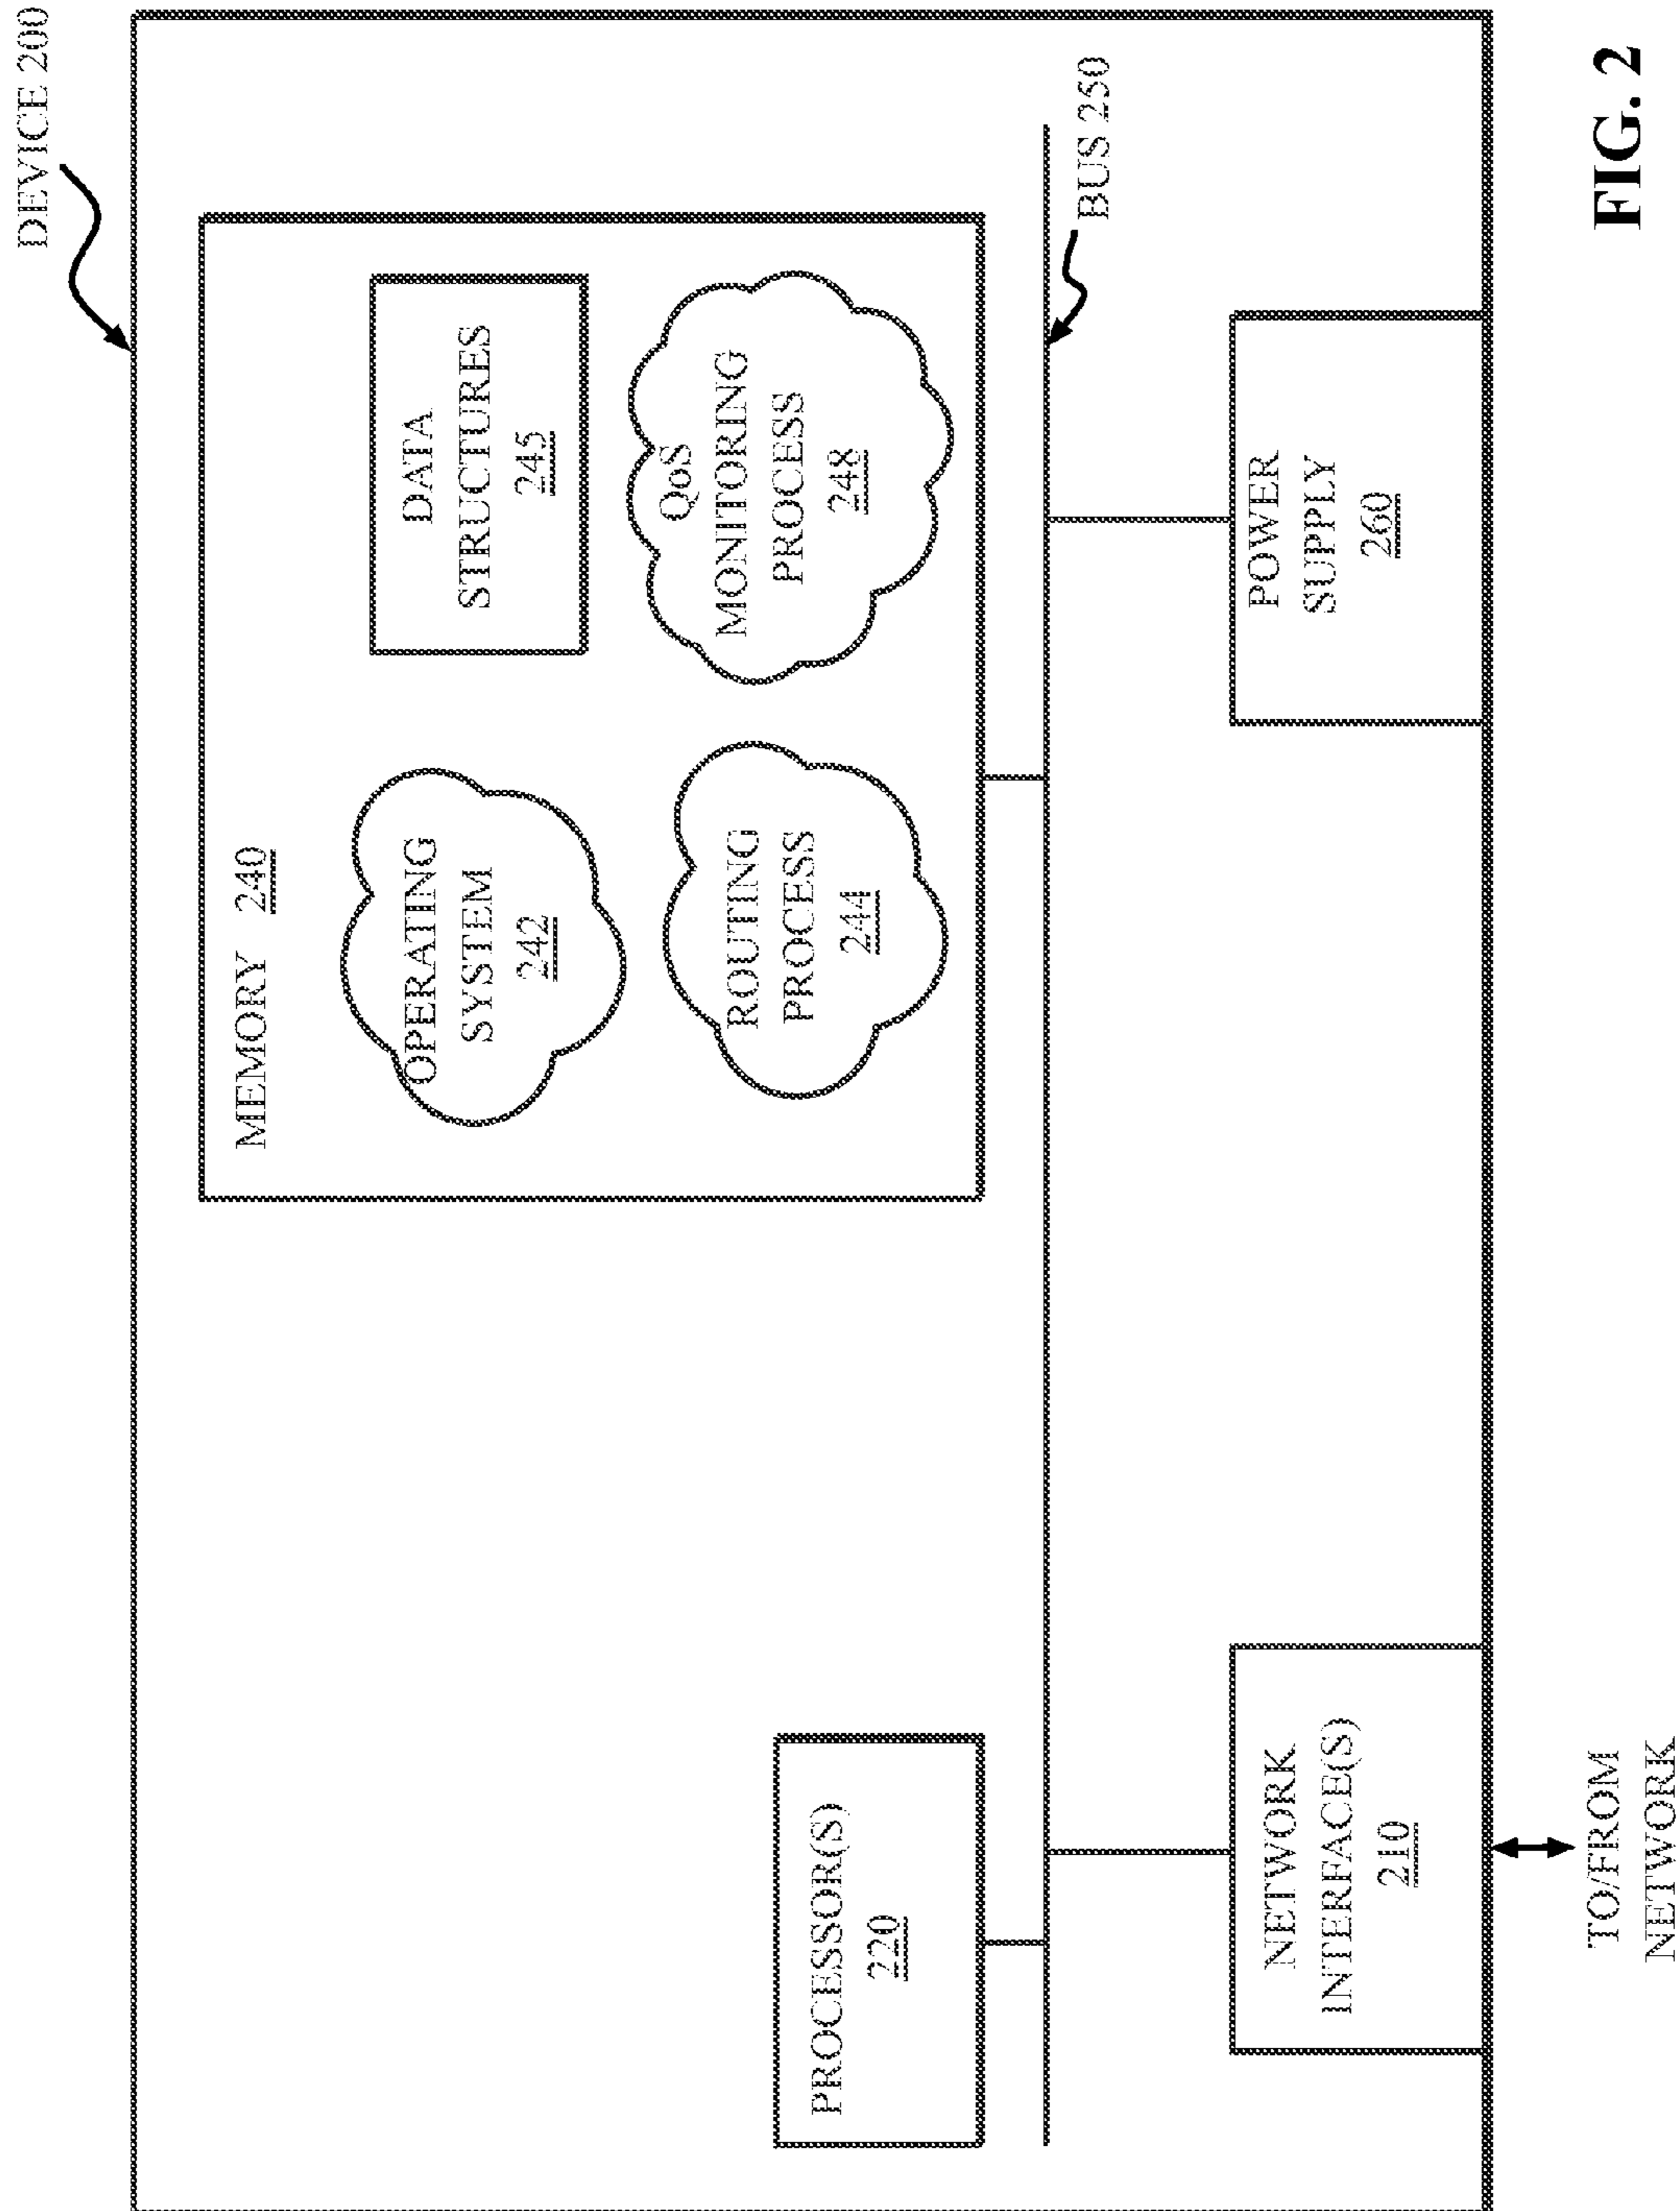 DEVICE 200
MEMORY 240
OPERATING
SYSTEM
242
DATA
STRUCTURES
245
ROUTING
PROCESS
244
QoS
MONITORING
PROCESS
248
PROCESSOR(S)
220
BUS 250
NETWORK
INTERFACE(S)
210
POWER
SUPPLY
260
TO/FROM
NETWORK
FIG. 2